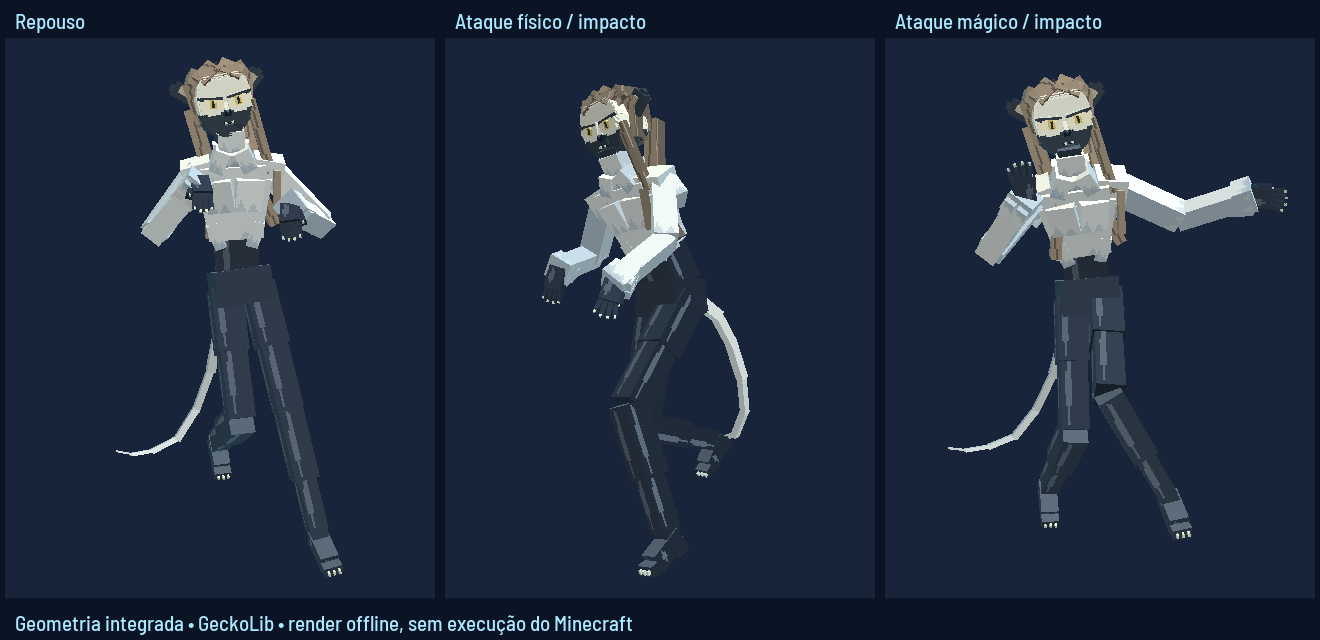 Repouso
Ataque físico / impacto
Ataque mágico / impacto
Geometria integrada • GeckoLib • render offline, sem execução do Minecraft